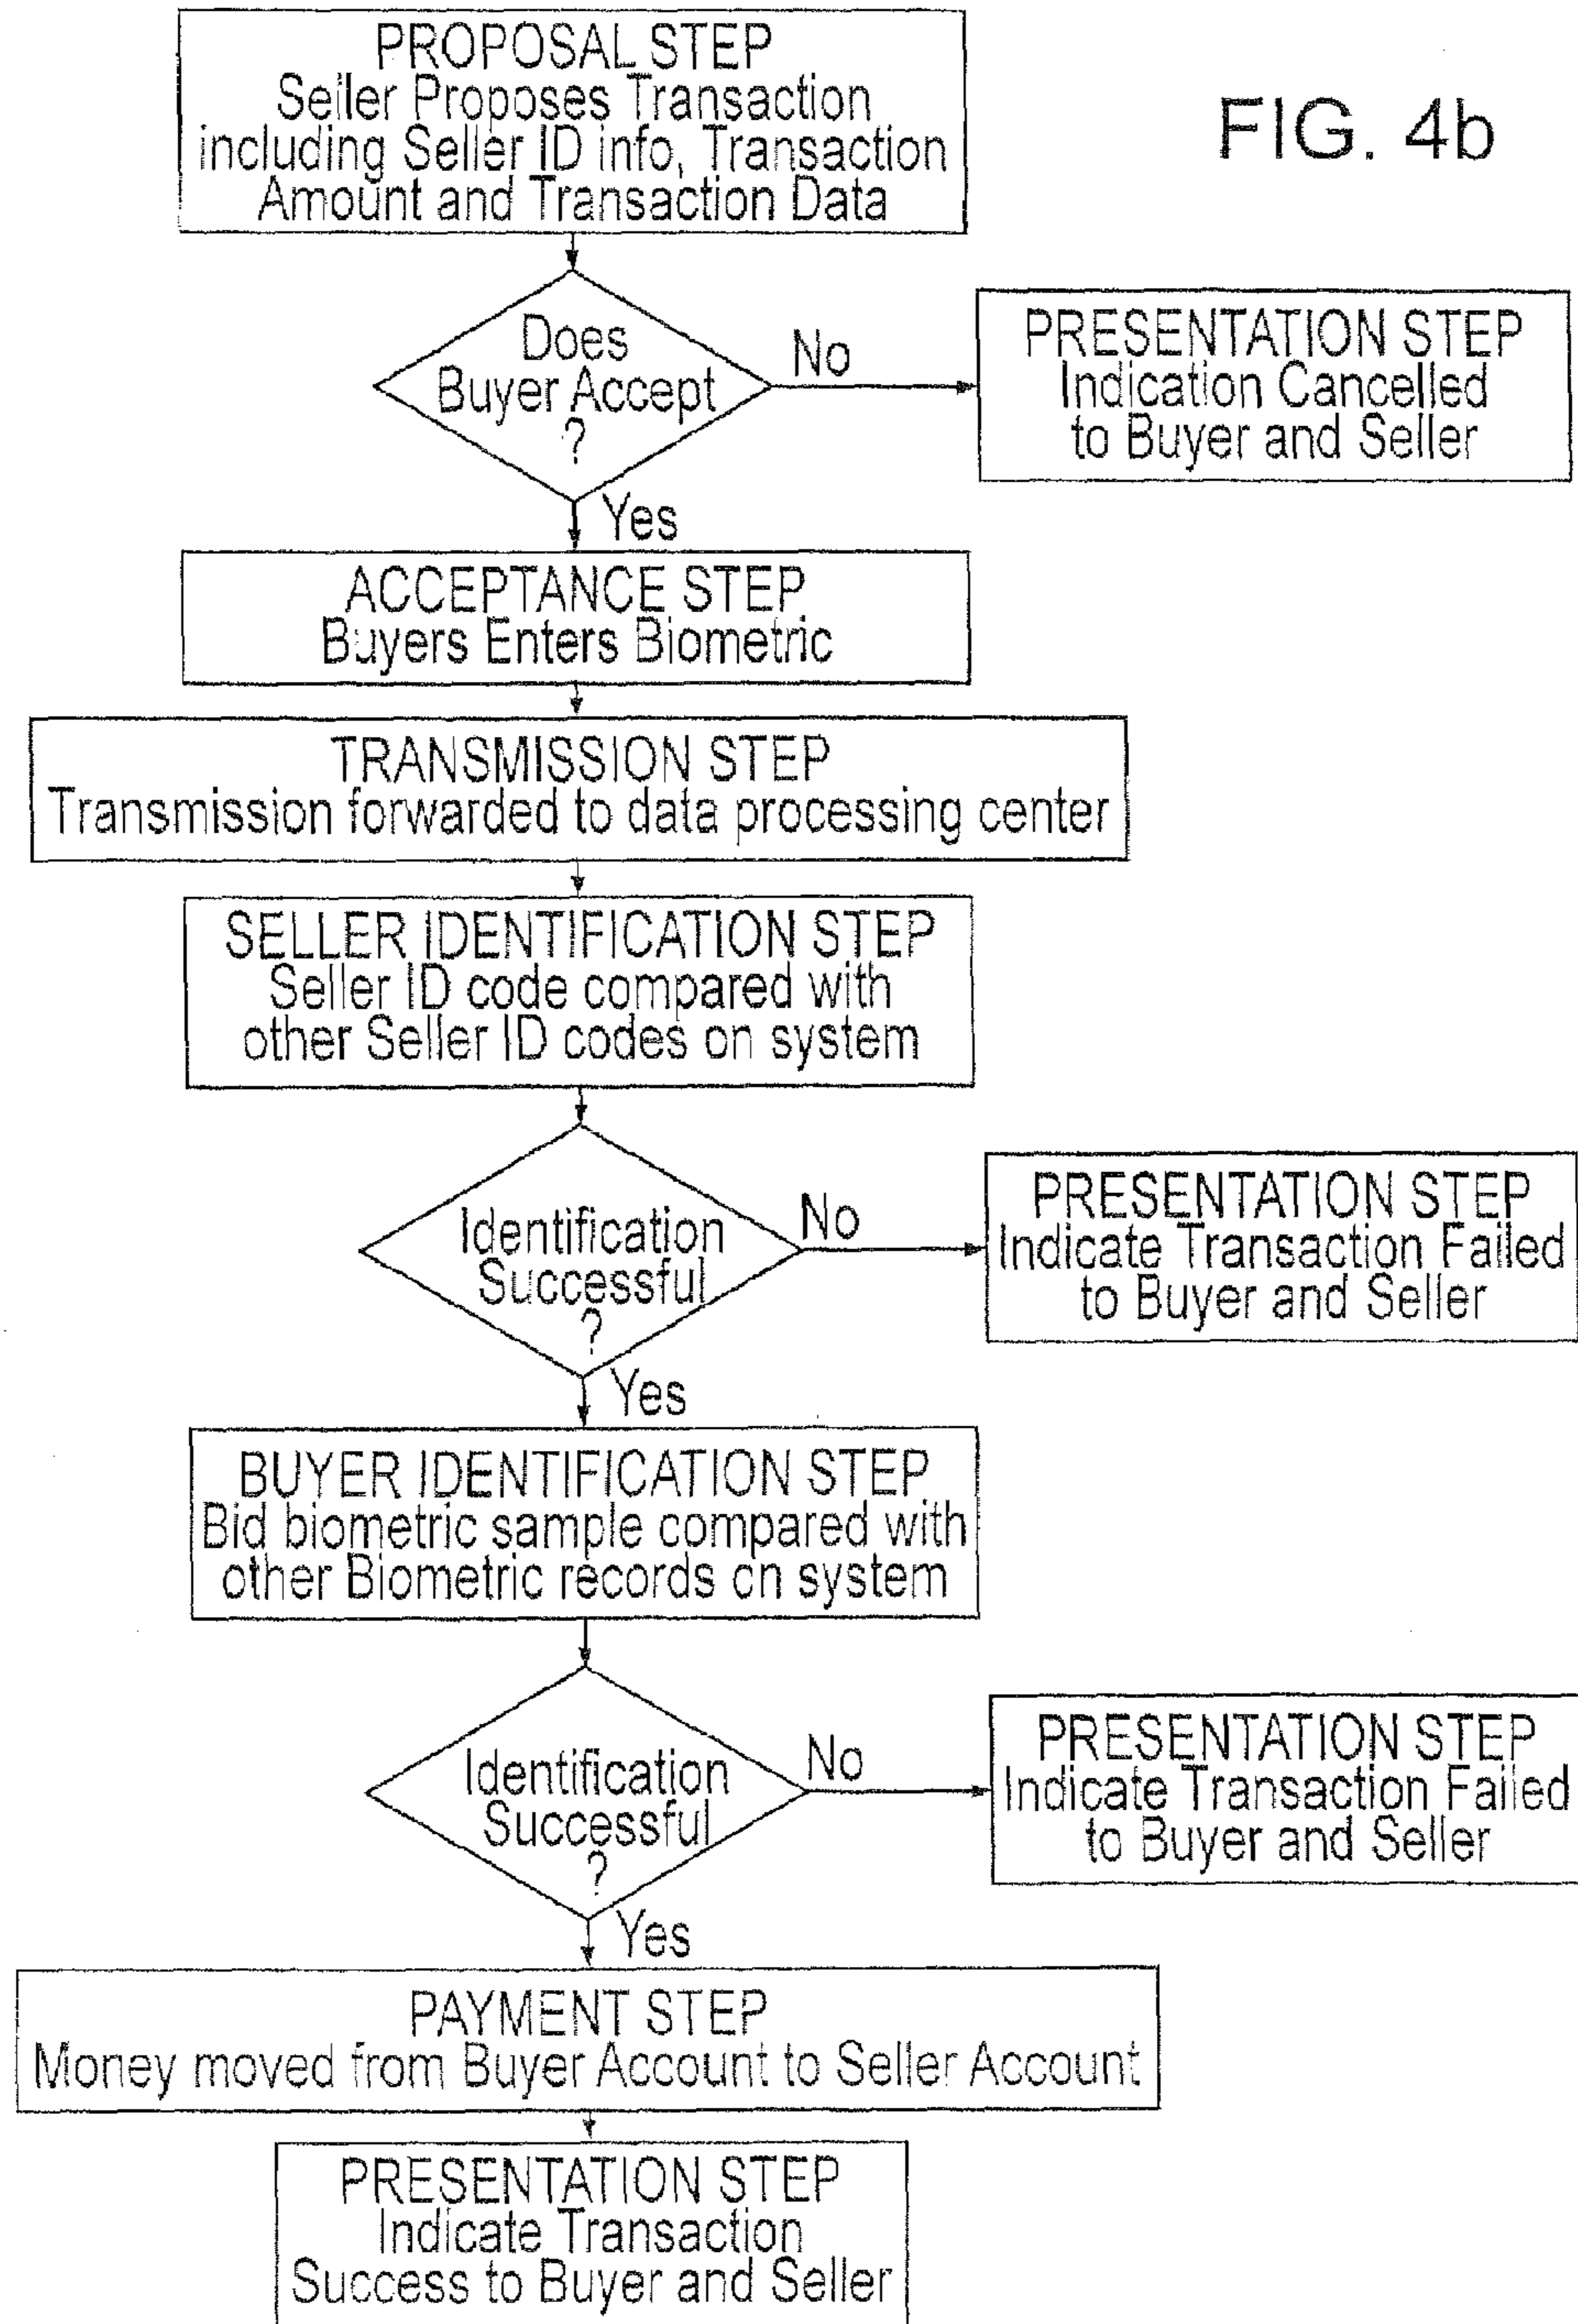 PROPOSAL STEP
Seller Proposes Transaction
including Seller ID info, Transaction
Amount and Transaction Data
FIG. 4b
Does
Buyer Accept
?
No
PRESENTATION STEP
Indication Cancelled
to Buyer and Seller
Yes
ACCEPTANCE STEP
Buyers Enters Biometric
TRANSMISSION STEP
Transmission forwarded to data processing center
SELLER IDENTIFICATION STEP
Seller ID code compared with
other Seller ID codes on system
Identification
Successful
?
No
PRESENTATION STEP
Indicate Transaction Failed
to Buyer and Seller
Yes
BUYER IDENTIFICATION STEP
Bid biometric sample compared with
other Biometric records on system
Identification
Successful
?
No
PRESENTATION STEP
Indicate Transaction Failed
to Buyer and Seller
Yes
PAYMENT STEP
Money moved from Buyer Account to Seller Account
PRESENTATION STEP
Indicate Transaction
Success to Buyer and Seller